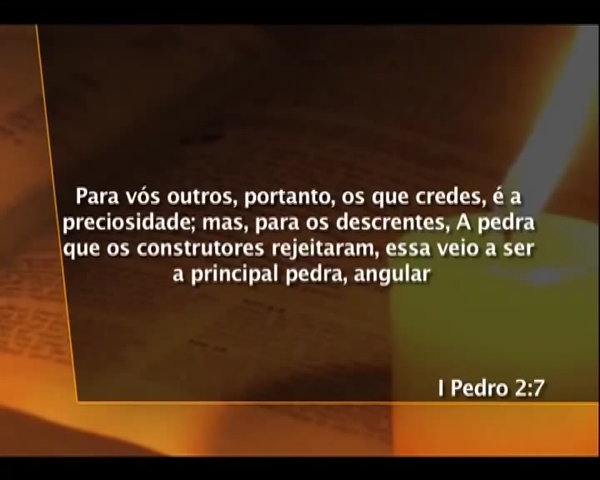 Para vós outros, portanto, os que credes, é a
preciosidade; mas, para os descrentes, A pedra
que os construtores rejeitaram, essa veio a ser
a principal pedra, angular
I Pedro 2:7